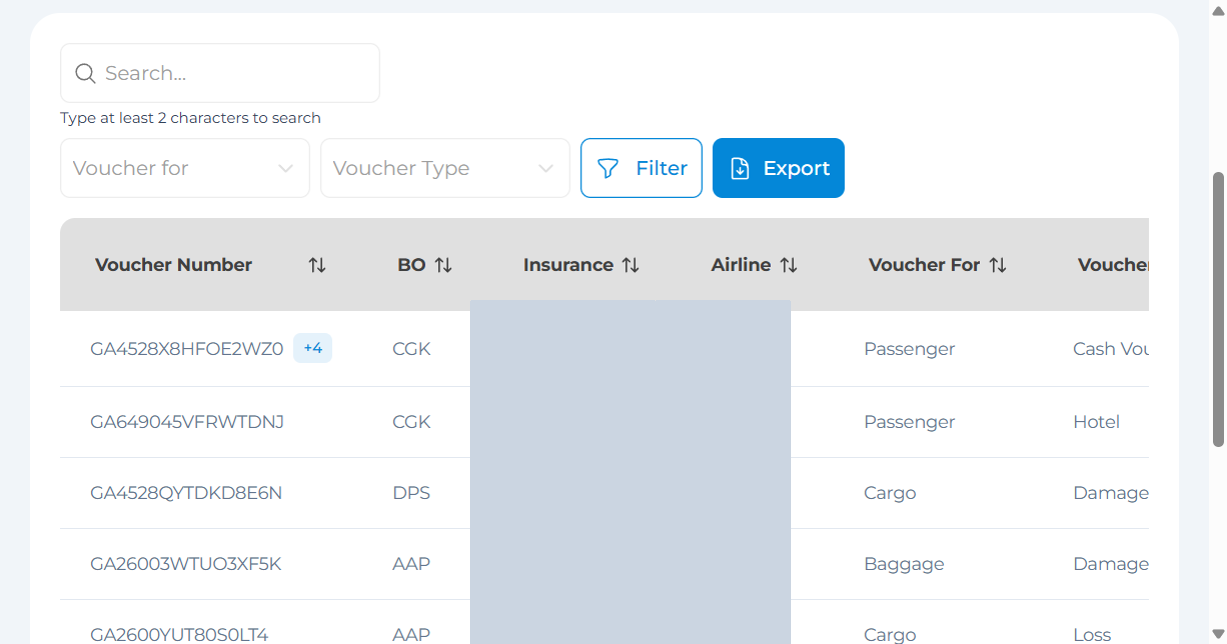 Search...
Type at least 2 characters to search
Voucher for Voucher Type Filter Export
Voucher Number BO Insurance Airline Voucher For Voucher
GA4528X8HFOE2WZ0 +4 CGK Passenger Cash Vou
GA649045VFRWTDNJ CGK Passenger Hotel
GA4528QYTDKD8E6N DPS Cargo Damage
GA26003WTUO3XF5K AAP Baggage Damage
GA2600YUT80S0LT4 AAP Cargo Loss